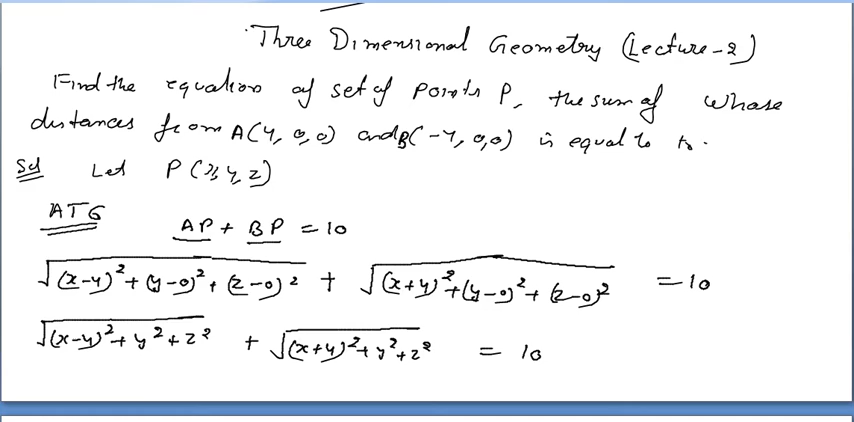 Three Dimensional Geometry (Lecture-2)
Find the equation of set of points P, the sum of whose
distances from A(4, 0, 0) and B(-4, 0, 0) is equal to 10.
Sol Let P(x, y, z)
ATG AP + BP = 10
√(x-4)²+(y-0)²+(z-0)² + √(x+4)²+(y-0)²+(z-0)² = 10
√(x-4)²+y²+z² + √(x+4)²+y²+z² = 10